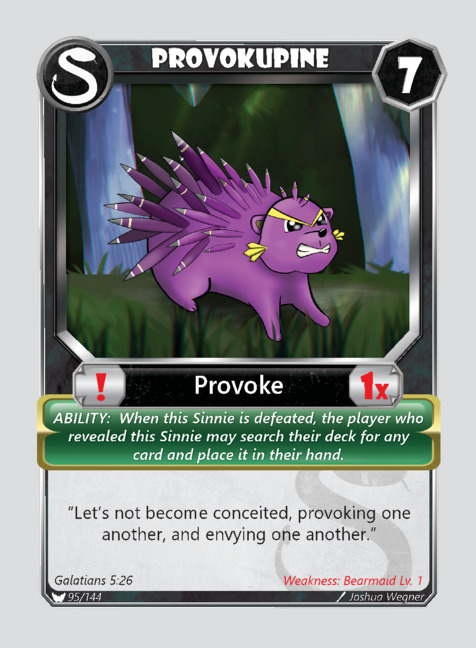 S
PROVOKUPINE
7
!
Provoke
1x
ABILITY: When this Sinnie is defeated, the player who
revealed this Sinnie may search their deck for any
card and place it in their hand.
"Let's not become conceited, provoking one
another, and envying one another."
Galatians 5:26
Weakness: Bearmaid Lv. 1
95/144
Joshua Wegner